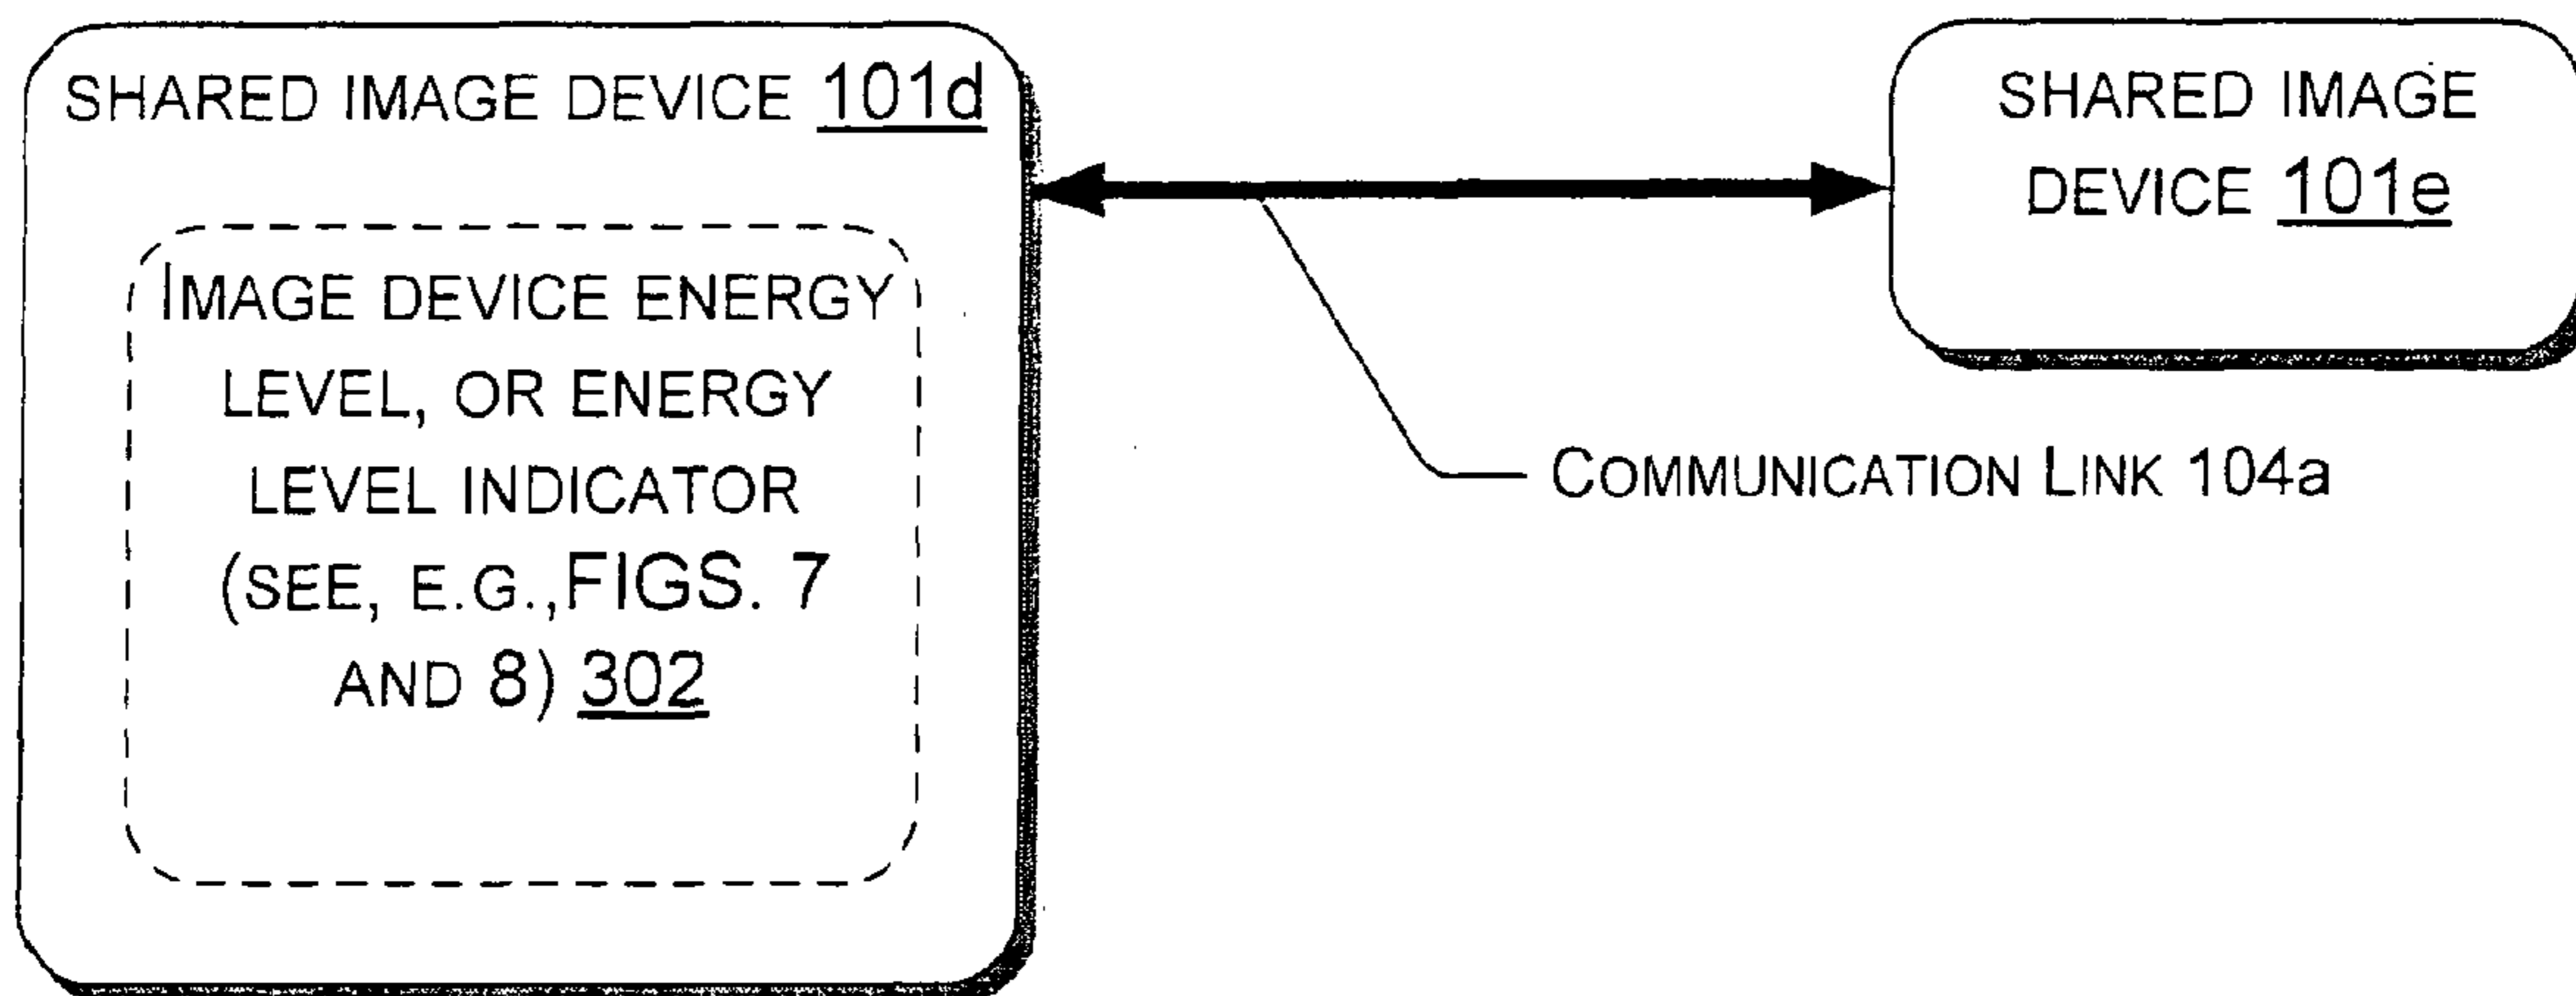 SHARED IMAGE DEVICE 101d
IMAGE DEVICE ENERGY
LEVEL, OR ENERGY
LEVEL INDICATOR
(SEE, E.G.,FIGS. 7
AND 8) 302
SHARED IMAGE
DEVICE 101e
COMMUNICATION LINK 104a